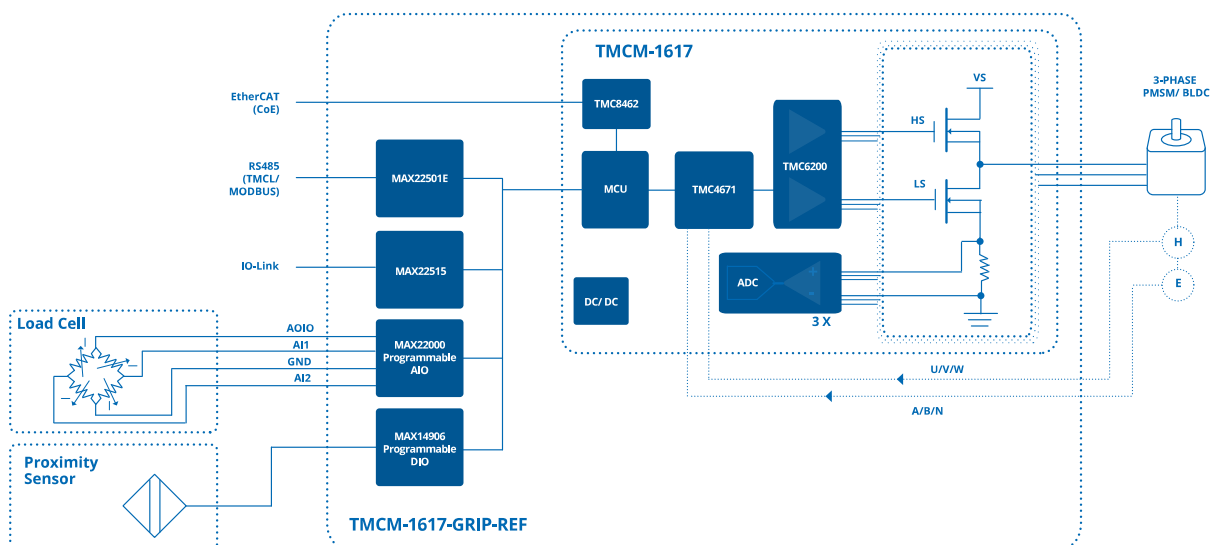 TMCM-1617
EtherCAT
(CoE)
TMC8462
VS
3-PHASE
PMSM/ BLDC
HS
RS485
(TMCL/
MODBUS)
MAX22501E
MCU
TMC4671
TMC6200
LS
IO-Link
MAX22515
H
DC/ DC
ADC
+
-
E
3 X
Load Cell
AOIO
AI1
GND
AI2
MAX22000
Programmable
AIO
U/V/W
A/B/N
MAX14906
Programmable
DIO
Proximity
Sensor
TMCM-1617-GRIP-REF